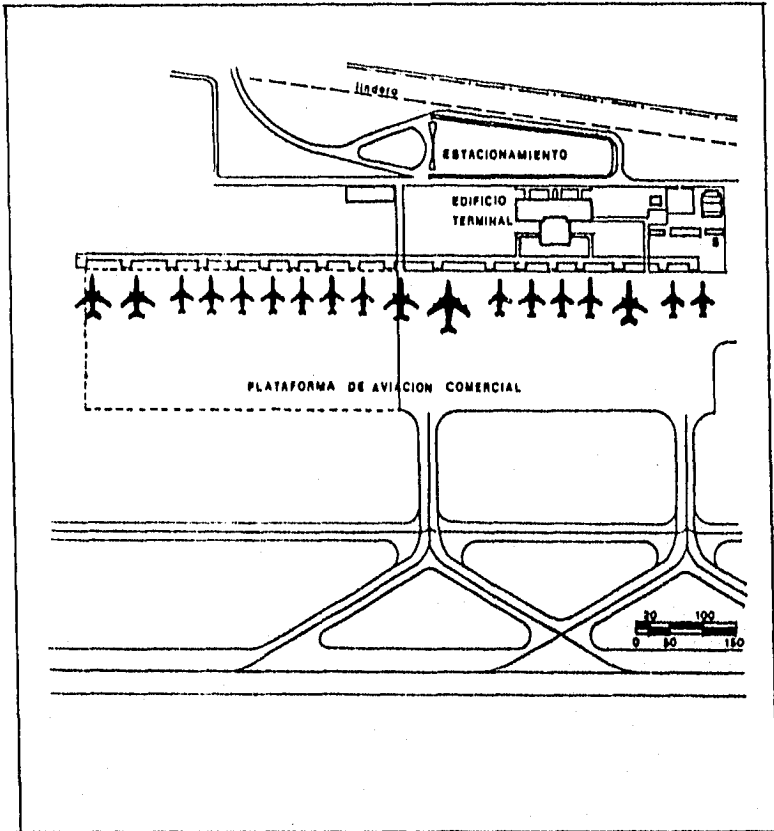 lindero
ESTACIONAMIENTO
EDIFICIO
TERMINAL
PLATAFORMA DE AVIACION COMERCIAL
20 100
0 50 150